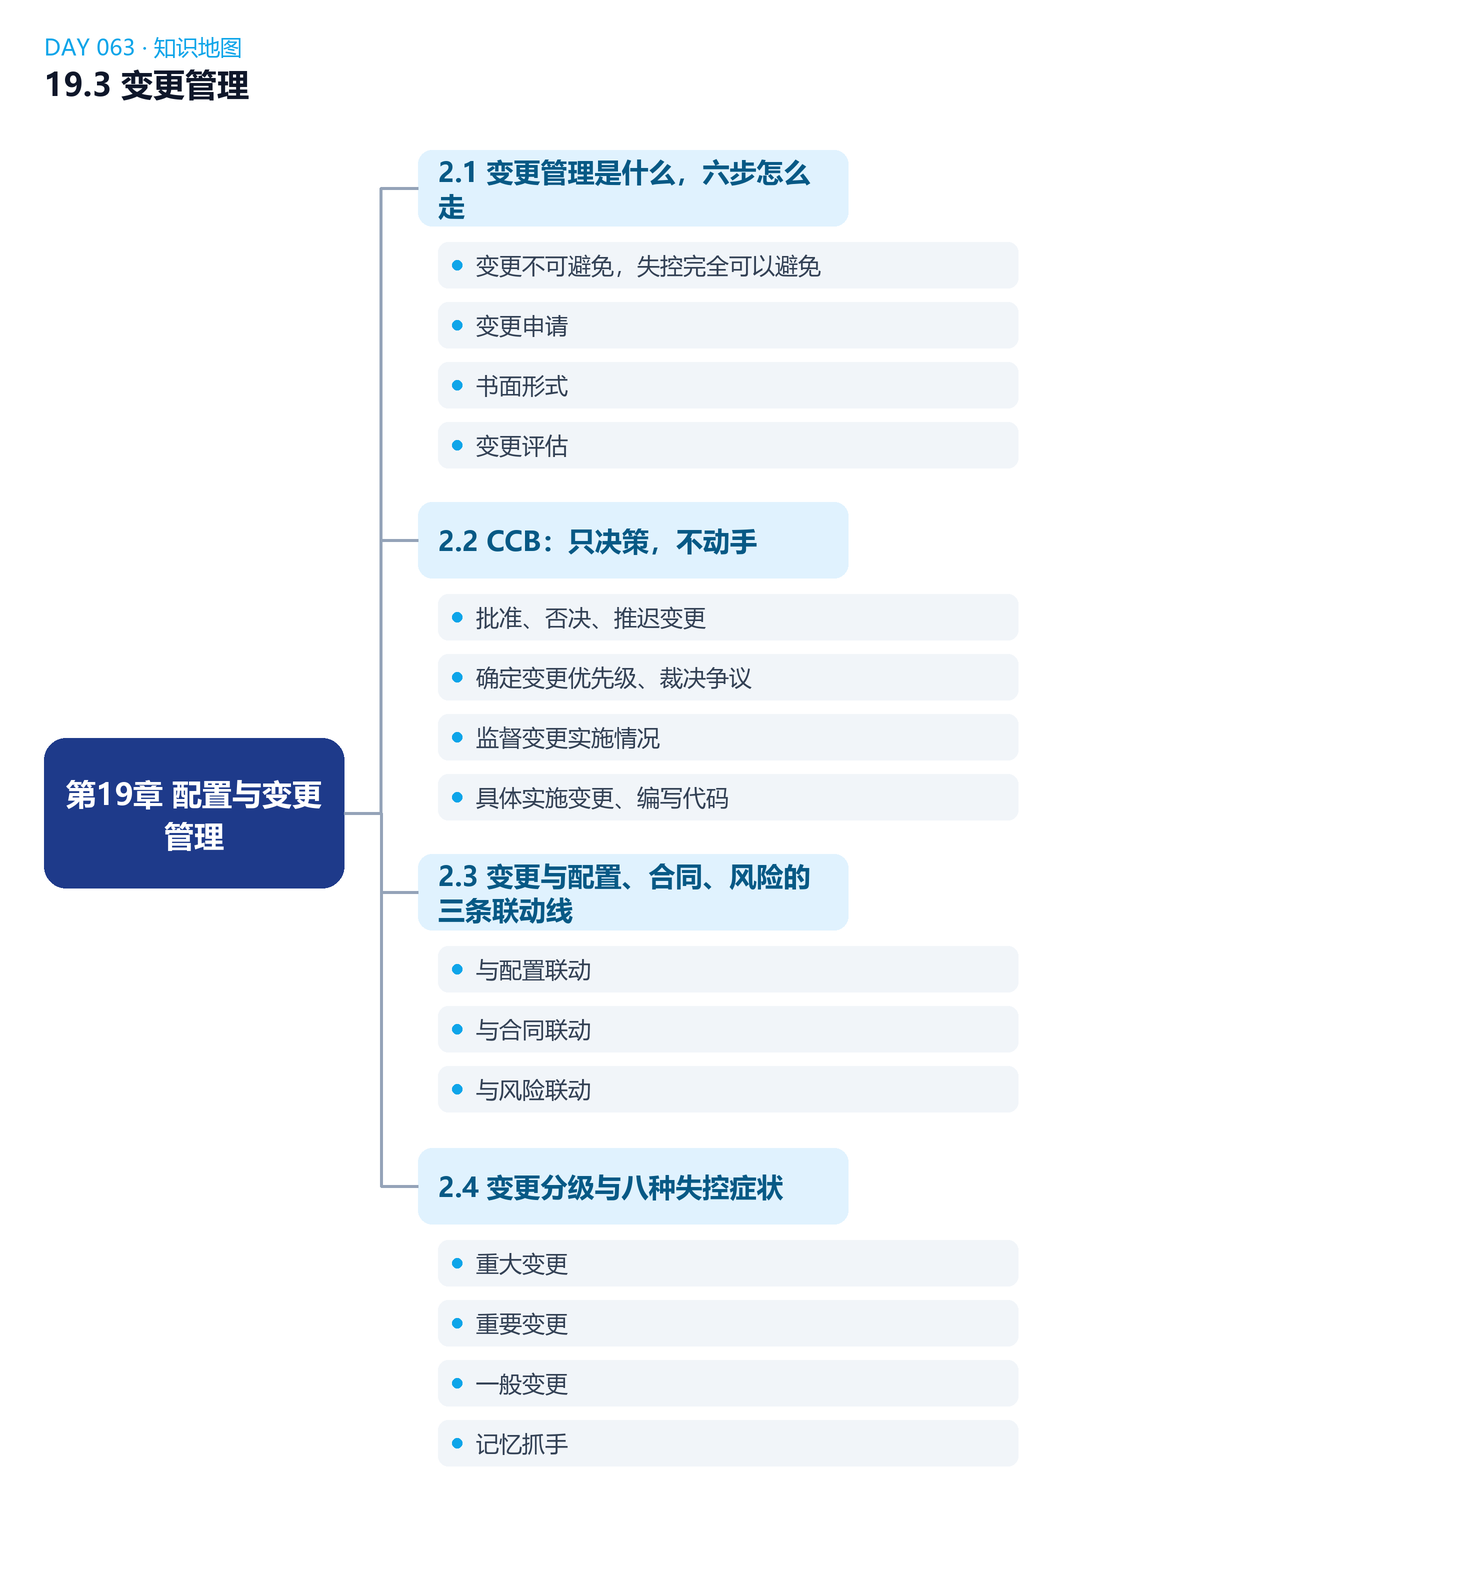 DAY 063 · 知识地图
19.3 变更管理
第19章 配置与变更
管理
2.1 变更管理是什么，六步怎么
走
变更不可避免，失控完全可以避免
变更申请
书面形式
变更评估
2.2 CCB：只决策，不动手
批准、否决、推迟变更
确定变更优先级、裁决争议
监督变更实施情况
具体实施变更、编写代码
2.3 变更与配置、合同、风险的
三条联动线
与配置联动
与合同联动
与风险联动
2.4 变更分级与八种失控症状
重大变更
重要变更
一般变更
记忆抓手